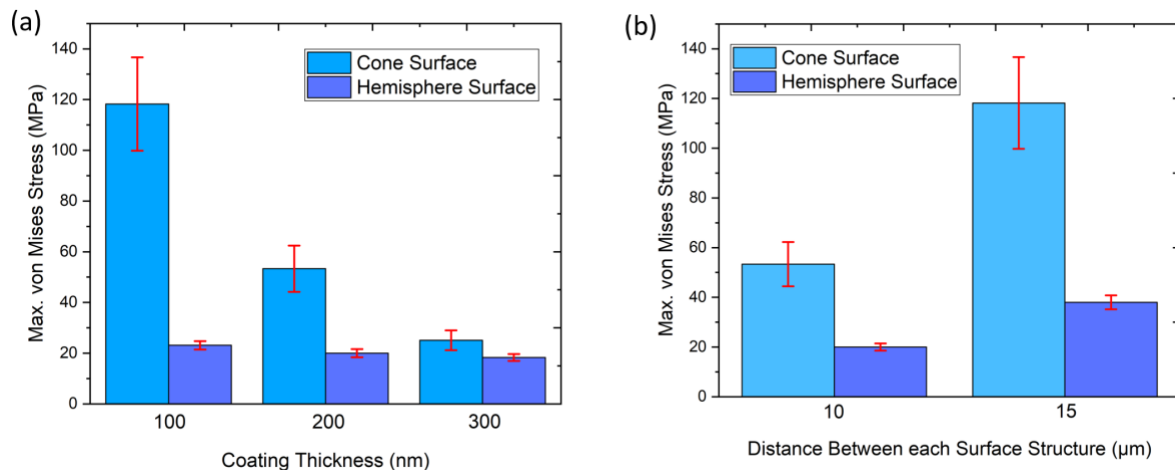 (a)
Max. von Mises Stress (MPa)
140
120
100
80
60
40
20
0
Cone Surface
Hemisphere Surface
100 200 300
Coating Thickness (nm)
(b)
Max. von Mises Stress (MPa)
140
120
100
80
60
40
20
0
Cone Surface
Hemisphere Surface
10 15
Distance Between each Surface Structure (µm)